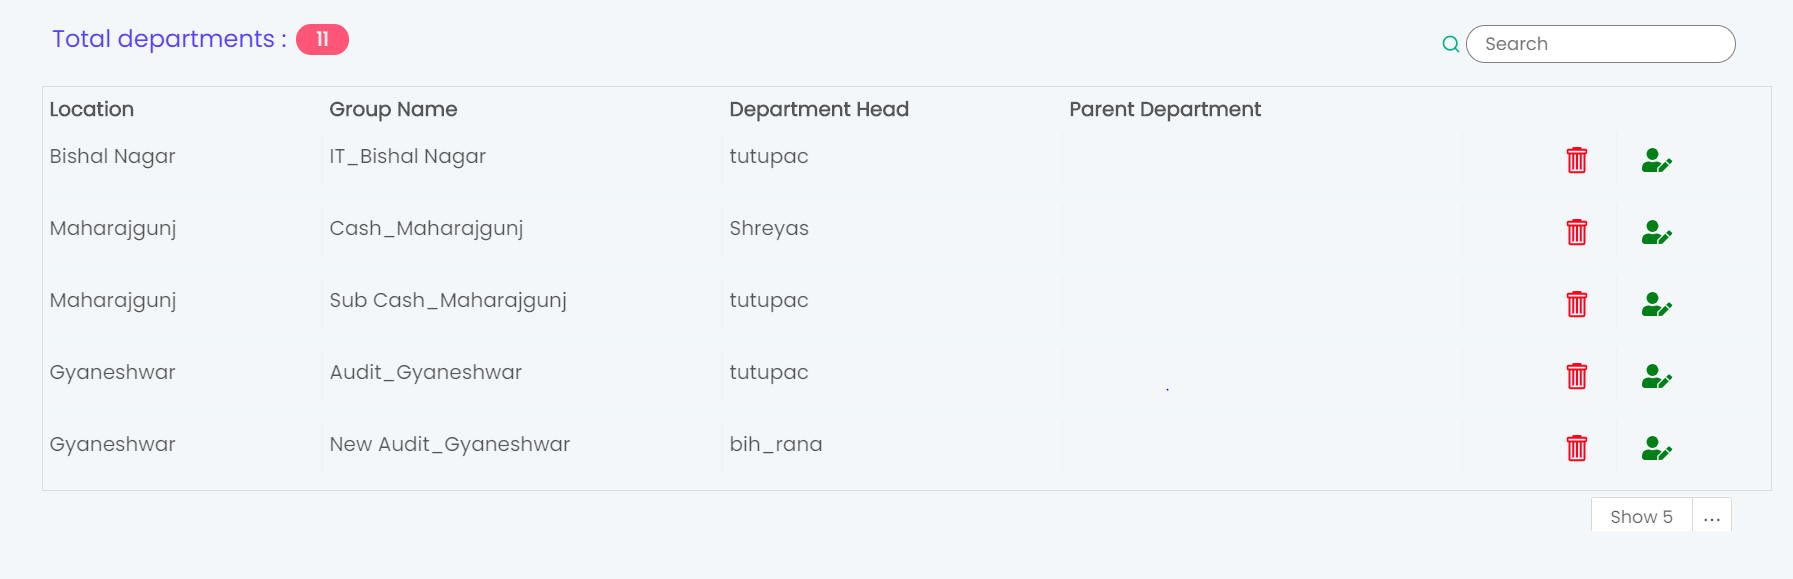 Total departments : 11
Search
Location Group Name Department Head Parent Department
Bishal Nagar IT_Bishal Nagar tutupac
Maharajgunj Cash_Maharajgunj Shreyas
Maharajgunj Sub Cash_Maharajgunj tutupac
Gyaneshwar Audit_Gyaneshwar tutupac .
Gyaneshwar New Audit_Gyaneshwar bih_rana
Show 5 ...